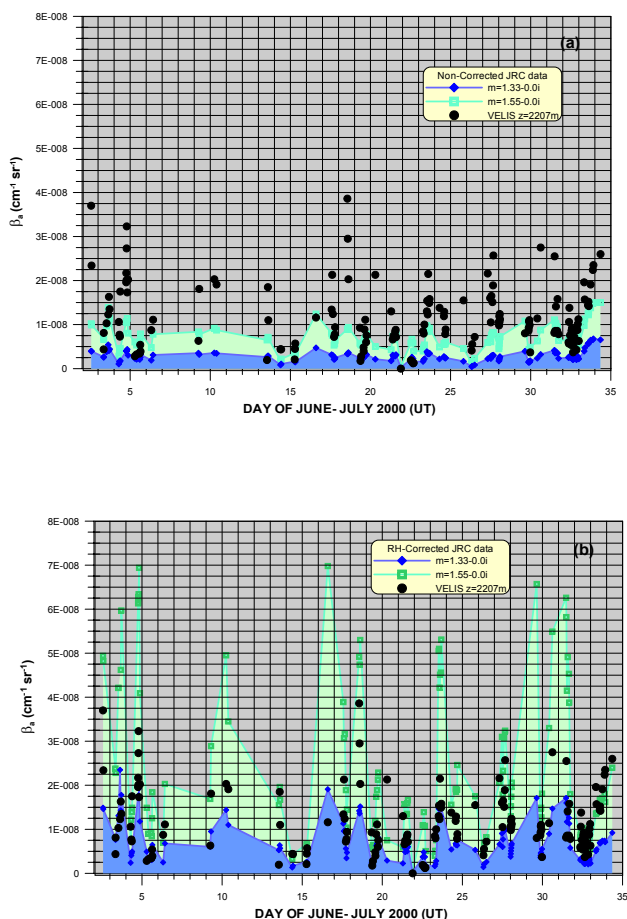 8E-008
(a)
7E-008
Non-Corrected JRC data
m=1.33-0.0i
m=1.55-0.0i
VELIS z=2207m
6E-008
5E-008
4E-008
3E-008
2E-008
1E-008
0
βa (cm-1 sr-1)
5 10 15 20 25 30 35
DAY OF JUNE- JULY 2000 (UT)
8E-008
(b)
RH-Corrected JRC data
m=1.33-0.0i
m=1.55-0.0i
VELIS z=2207m
7E-008
6E-008
5E-008
4E-008
3E-008
2E-008
1E-008
0
βa (cm-1 sr-1)
5 10 15 20 25 30 35
DAY OF JUNE- JULY 2000 (UT)